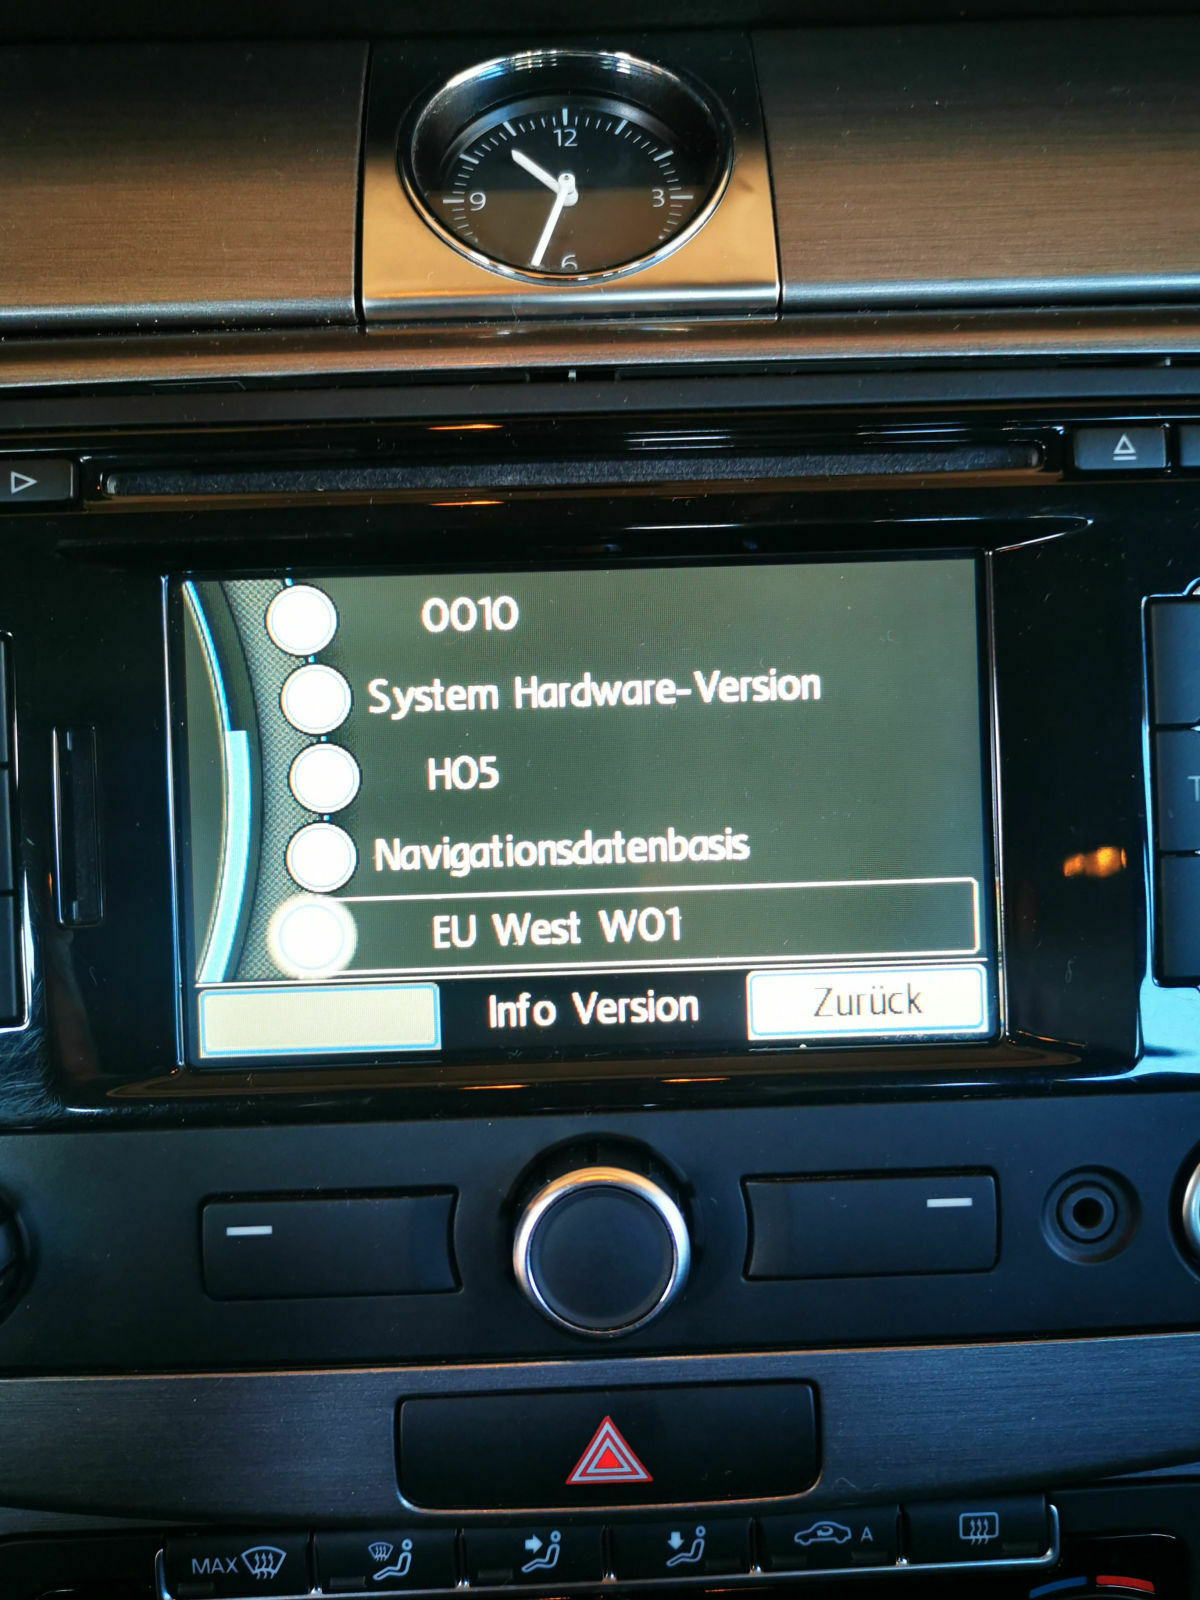 12
9
3
6
0010
System Hardware-Version
H05
Navigationsdatenbasis
EU West W01
Info Version
Zurück
T
MAX
A